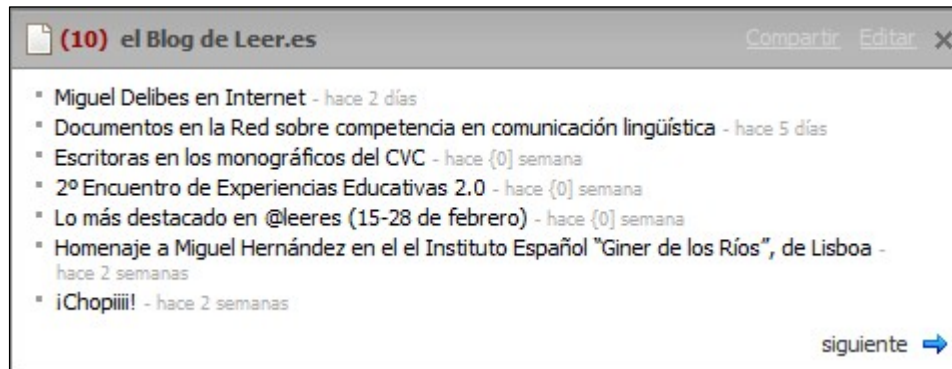 (10) el Blog de Leer.es Compartir Editar
Miguel Delibes en Internet - hace 2 días
Documentos en la Red sobre competencia en comunicación lingüística - hace 5 días
Escritoras en los monográficos del CVC - hace {0} semana
2º Encuentro de Experiencias Educativas 2.0 - hace {0} semana
Lo más destacado en @leeres (15-28 de febrero) - hace {0} semana
Homenaje a Miguel Hernández en el el Instituto Español “Giner de los Ríos”, de Lisboa -
hace 2 semanas
¡Chopiiii! - hace 2 semanas
siguiente